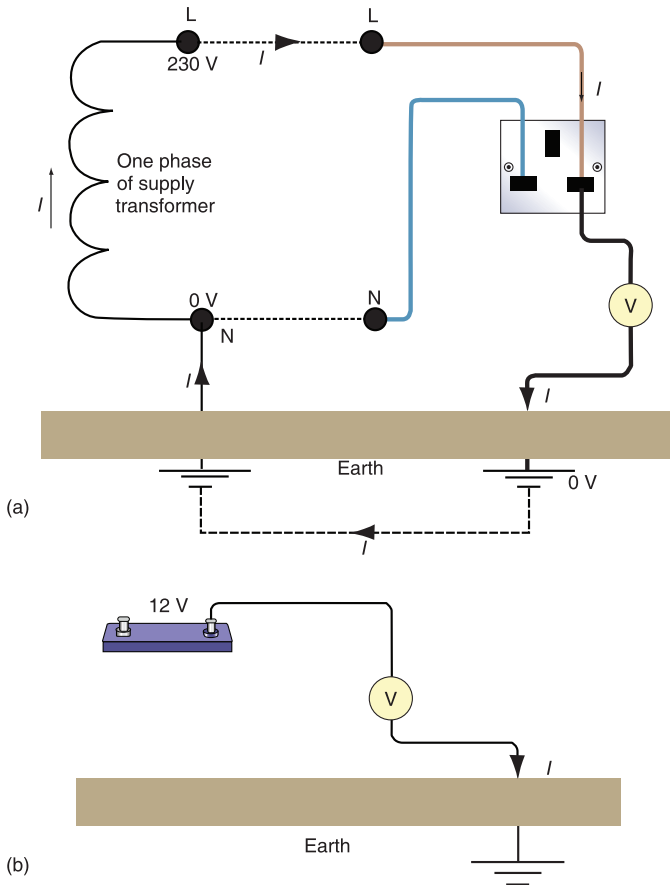 L
L
230 V
I
I
One phase
of supply
transformer
I
0 V
N
N
V
I
I
Earth
0 V
(a)
I
12 V
V
I
Earth
(b)